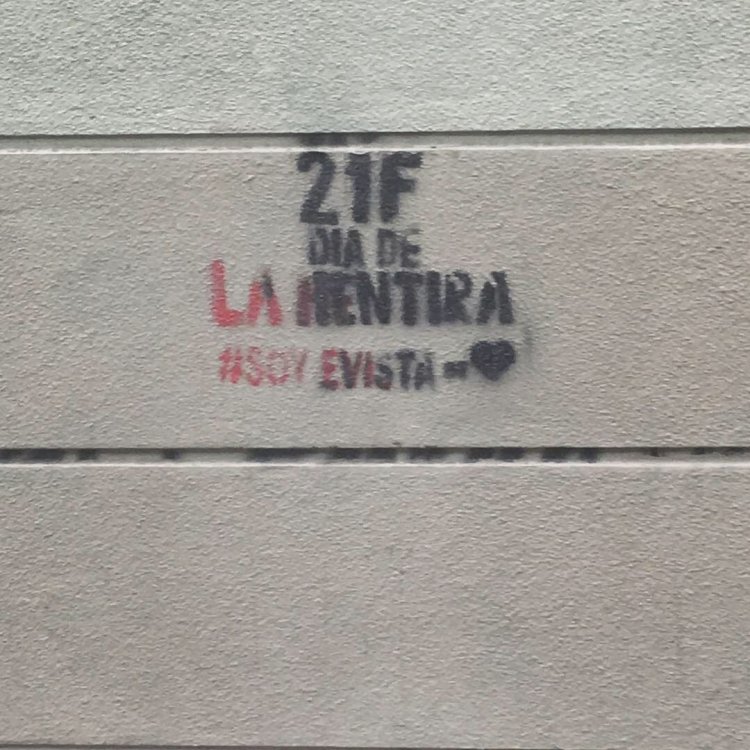 21F
DIA DE
LA MENTIRA
#SOY EVISTA